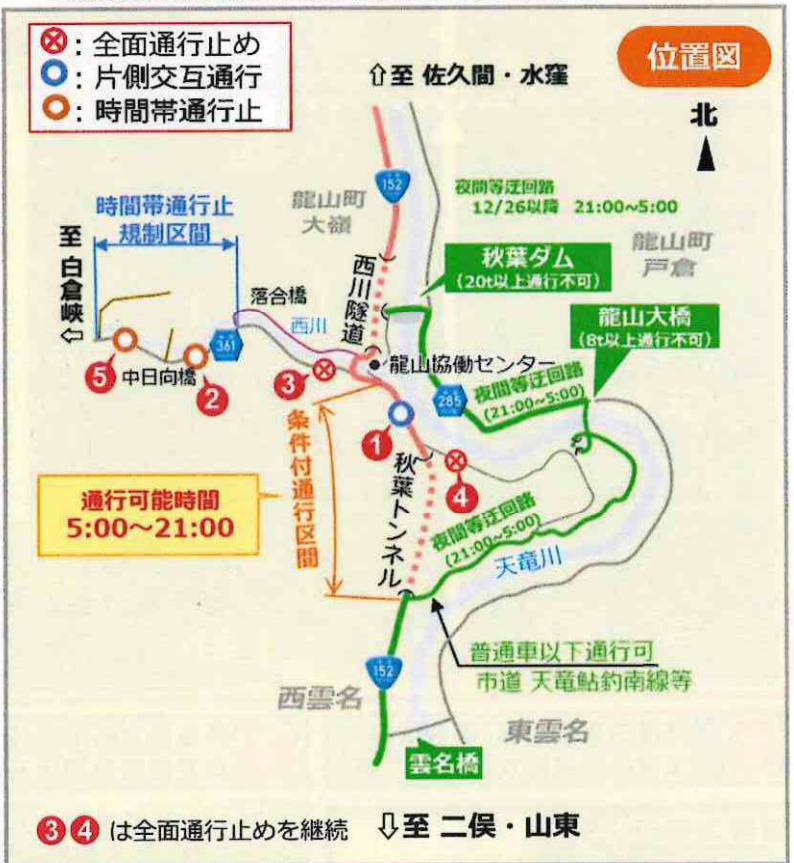 ⊗：全面通行止め
○：片側交互通行
○：時間帯通行止
位置図
⇧至 佐久間・水窪
北
152
夜間等迂回路
12/26以降 21:00~5:00
龍山町
大嶺
龍山町
戸倉
時間帯通行止
規制区間
至 白倉峡 ⇦
秋葉ダム
(20t以上通行不可)
西川隧道
落合橋
西川
龍山大橋
(8t以上通行不可)
361
龍山協働センター
⑤
中日向橋
②
③
夜間等迂回路
(21:00~5:00)
285
①
④
条件付通行区間
秋葉トンネル
通行可能時間
5:00~21:00
夜間等迂回路
(21:00~5:00)
天竜川
普通車以下通行可
市道 天竜鮎釣南線等
152
西雲名
東雲名
雲名橋
③④は全面通行止めを継続
⇩至 二俣・山東